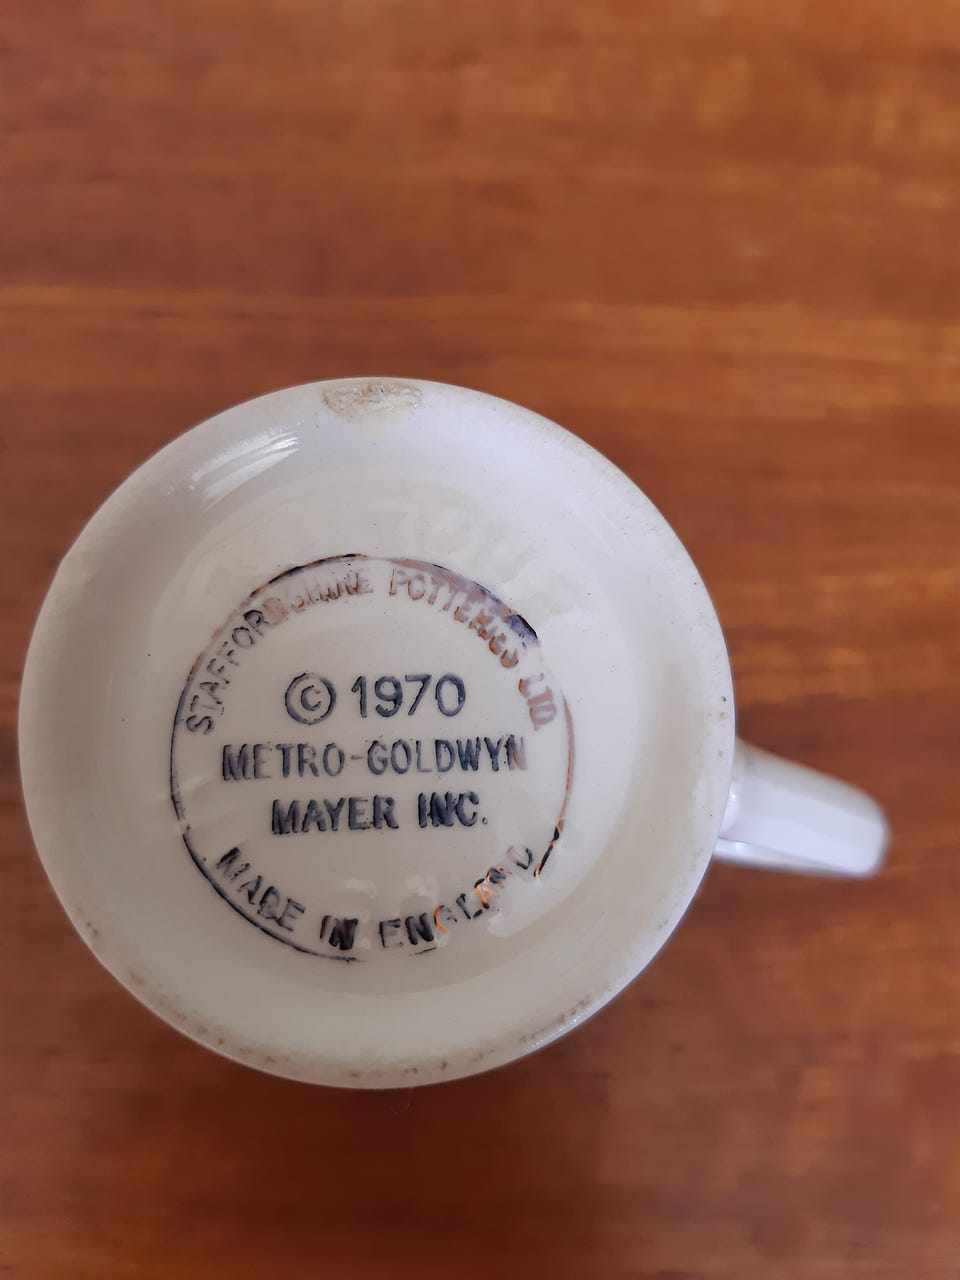 STAFFORDSHIRE POTTERIES LTD.
© 1970
METRO-GOLDWYN
MAYER INC.
MADE IN ENGLAND